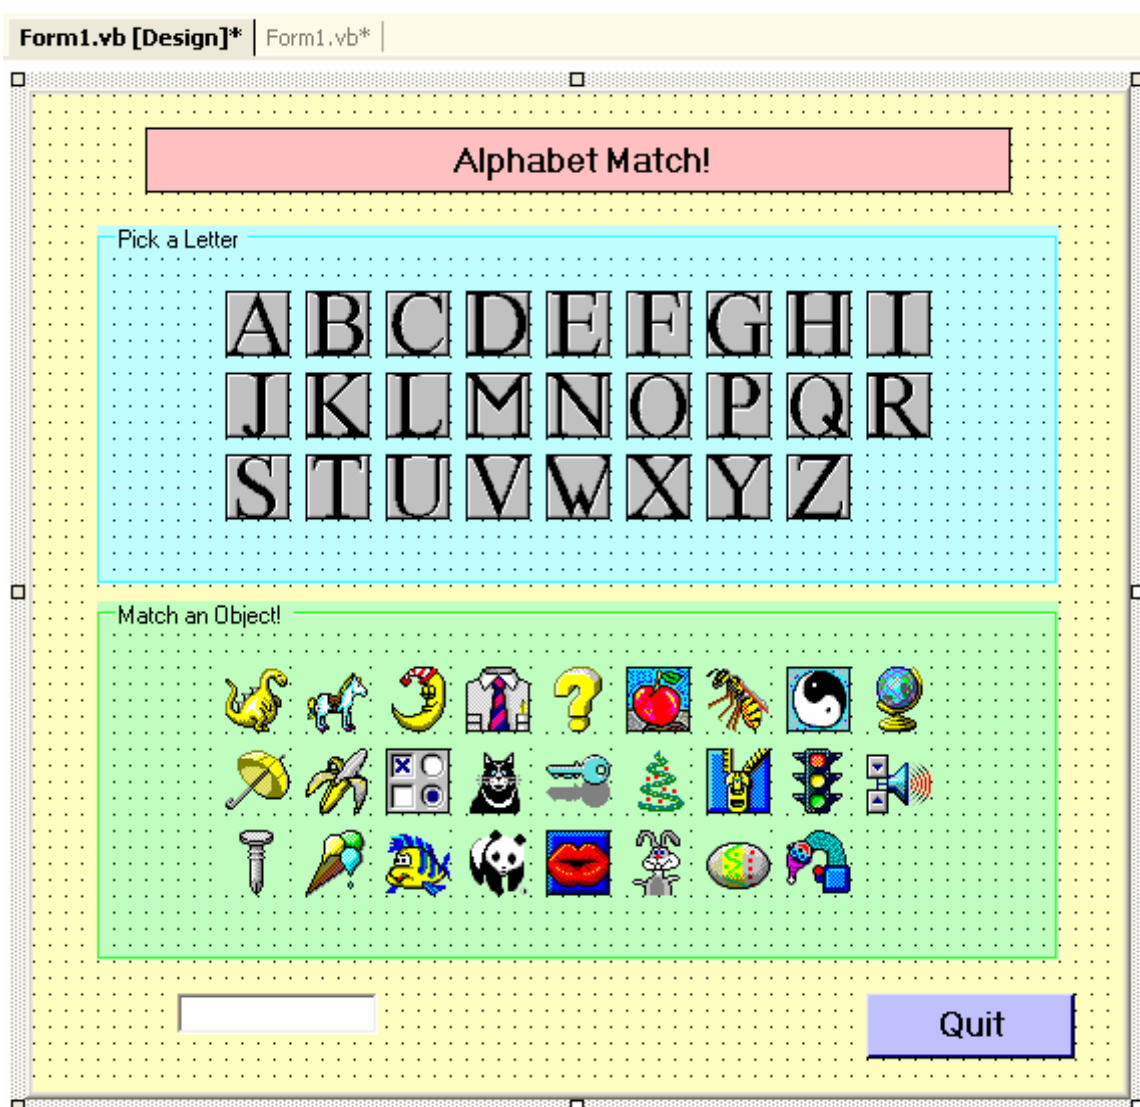 Form1.vb [Design]* Form1.vb*
Alphabet Match!
Pick a Letter
A B C D E F G H I
J K L M N O P Q R
S T U V W X Y Z
Match an Object!
?
X
Quit